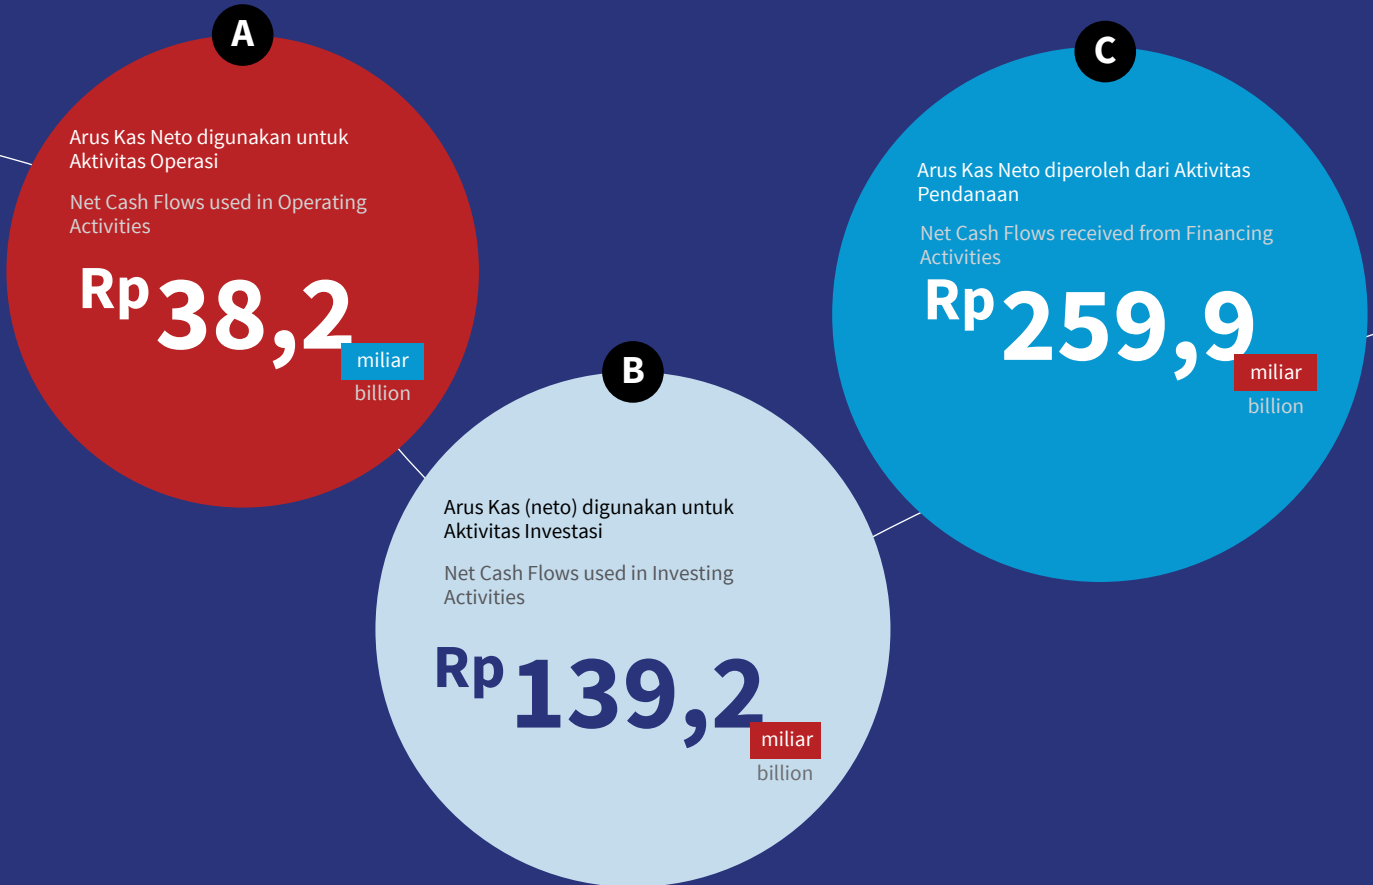 A
Arus Kas Neto digunakan untuk
Aktivitas Operasi
Net Cash Flows used in Operating
Activities
Rp 38,2
miliar
billion
B
Arus Kas (neto) digunakan untuk
Aktivitas Investasi
Net Cash Flows used in Investing
Activities
Rp 139,2
miliar
billion
C
Arus Kas Neto diperoleh dari Aktivitas
Pendanaan
Net Cash Flows received from Financing
Activities
Rp 259,9
miliar
billion